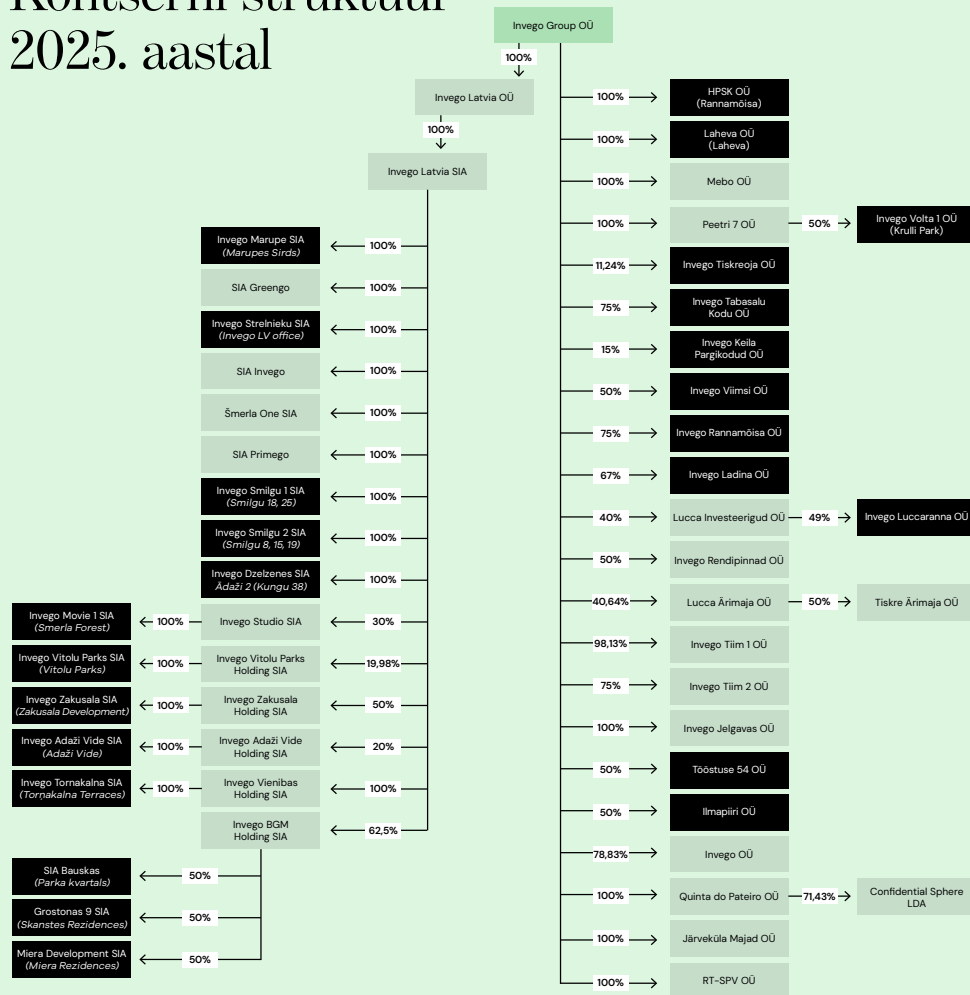 Kontserni struktuur
2025. aastal
Invego Group OÜ
100%
Invego Latvia OÜ
100%
Invego Latvia SIA
Invego Marupe SIA
(Marupes Sirds)
100%
SIA Greengo
100%
Invego Strelnieku SIA
(Invego LV office)
100%
SIA Invego
100%
Šmerla One SIA
100%
SIA Primego
100%
Invego Smilgu 1 SIA
(Smilgu 18, 25)
100%
Invego Smilgu 2 SIA
(Smilgu 8, 15, 19)
100%
Invego Dzelzenes SIA
Ādaži 2 (Kungu 38)
100%
Invego Movie 1 SIA
(Smerla Forest)
100%
Invego Studio SIA
30%
Invego Vitolu Parks SIA
(Vitolu Parks)
100%
Invego Vitolu Parks
Holding SIA
19,98%
Invego Zakusala SIA
(Zakusala Development)
100%
Invego Zakusala
Holding SIA
50%
Invego Adaži Vide SIA
(Adaži Vide)
100%
Invego Adaži Vide
Holding SIA
20%
Invego Tornakalna SIA
(Torņakalna Terraces)
100%
Invego Vienibas
Holding SIA
100%
Invego BGM
Holding SIA
62,5%
SIA Bauskas
(Parka kvartals)
50%
Grostonas 9 SIA
(Skanstes Rezidences)
50%
Miera Development SIA
(Miera Rezidences)
50%
100%
HPSK OÜ
(Rannamõisa)
100%
Laheva OÜ
(Laheva)
100%
Mebo OÜ
100%
Peetri 7 OÜ
50%
Invego Volta 1 OÜ
(Krulli Park)
11,24%
Invego Tiskreoja OÜ
75%
Invego Tabasalu
Kodu OÜ
15%
Invego Keila
Pargikodud OÜ
50%
Invego Viimsi OÜ
75%
Invego Rannamõisa OÜ
67%
Invego Ladina OÜ
40%
Lucca Investeerigud OÜ
49%
Invego Luccaranna OÜ
50%
Invego Rendipinnad OÜ
40,64%
Lucca Ärimaja OÜ
50%
Tiskre Ärimaja OÜ
98,13%
Invego Tiim 1 OÜ
75%
Invego Tiim 2 OÜ
100%
Invego Jelgavas OÜ
50%
Tööstuse 54 OÜ
50%
Ilmapiiri OÜ
78,83%
Invego OÜ
100%
Quinta do Pateiro OÜ
71,43%
Confidential Sphere
LDA
100%
Järveküla Majad OÜ
100%
RT-SPV OÜ